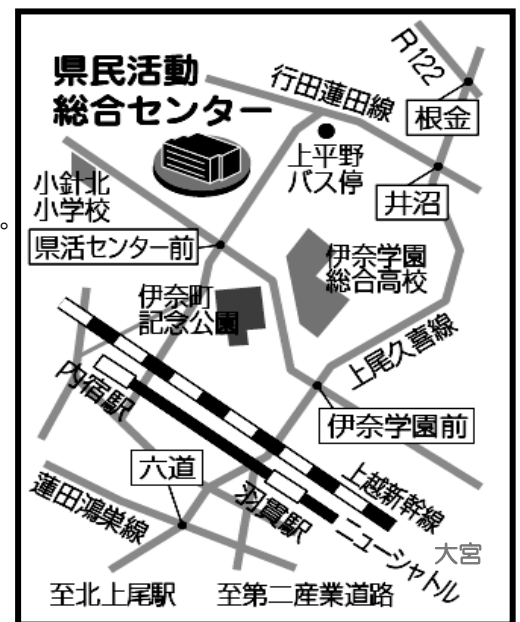 県民活動
総合センター
行田蓮田線
R122
根金
上平野
バス停
井沼
小針北
小学校
。
県活センター前
伊奈学園
総合高校
伊奈町
記念公園
上尾久喜線
内宿駅
伊奈学園前
六道
羽貫駅
上越新幹線
蓮田鴻巣線
ニューシャトル
大宮
至北上尾駅
至第二産業道路